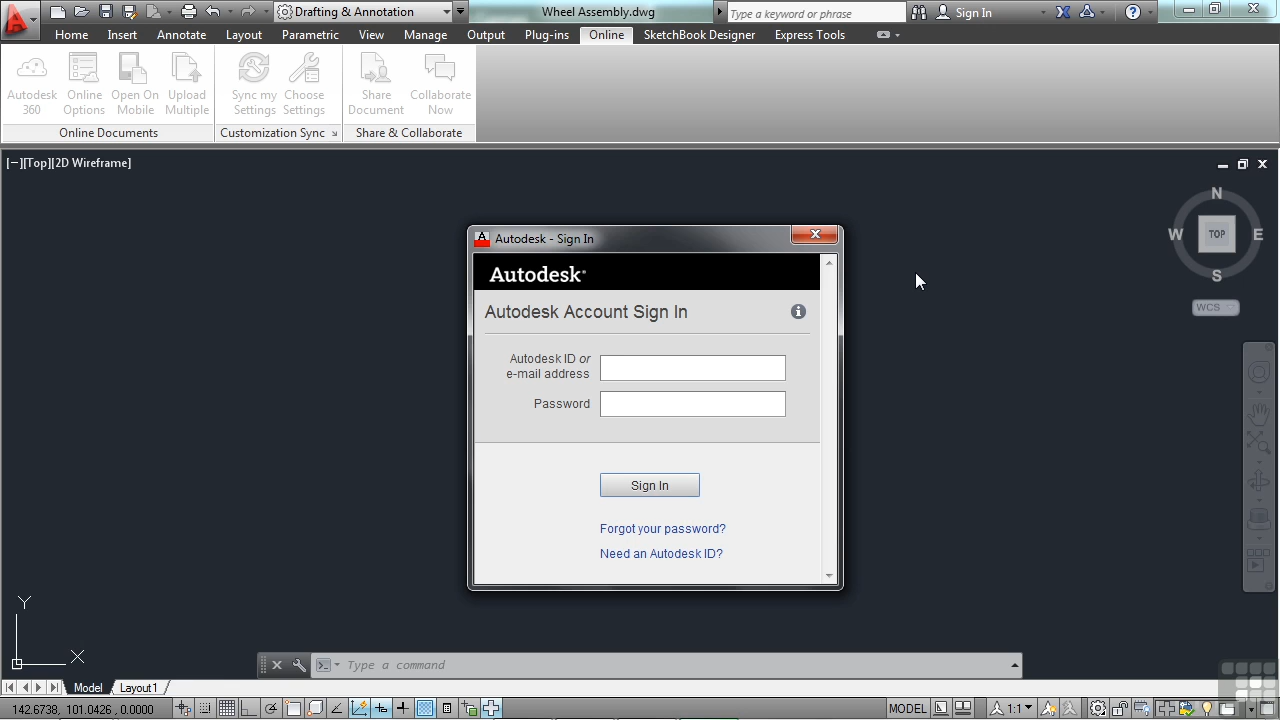 Drafting & Annotation
Wheel Assembly.dwg
Type a keyword or phrase
Sign In
Home Insert Annotate Layout Parametric View Manage Output Plug-ins Online SketchBook Designer Express Tools
Autodesk 360
Online Options
Open On Mobile
Upload Multiple
Sync my Settings
Choose Settings
Share Document
Collaborate Now
Online Documents
Customization Sync
Share & Collaborate
[−][Top][2D Wireframe]
N
W
TOP
E
S
WCS
Autodesk - Sign In
Autodesk
Autodesk Account Sign In
Autodesk ID or
e-mail address
Password
Sign In
Forgot your password?
Need an Autodesk ID?
Y
X
Type a command
Model
Layout1
142.6738, 101.0426, 0.0000
MODEL
1:1